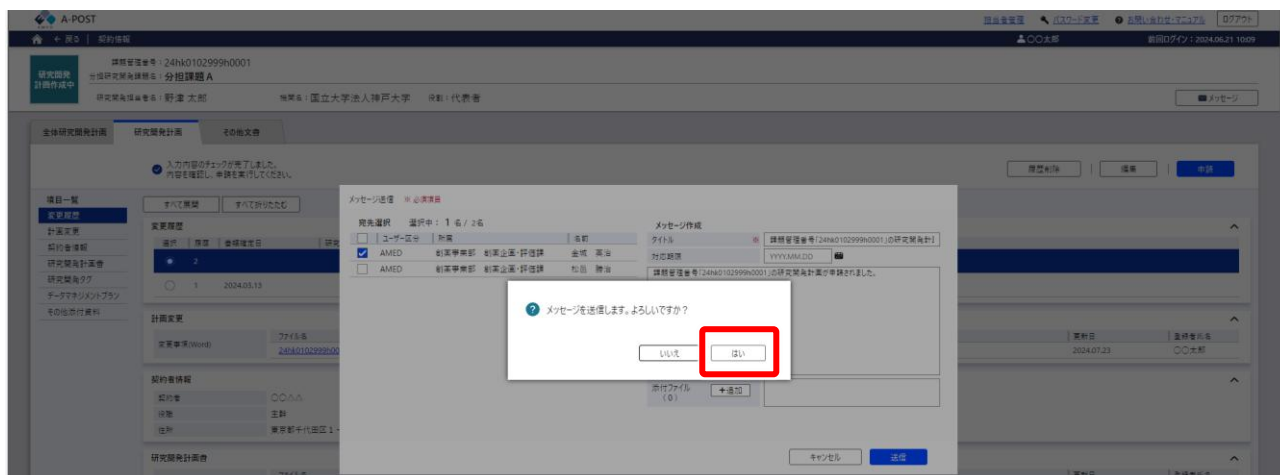 A-POST
担当者管理 パスワード変更 お問い合わせ・マニュアル ログアウト
← 戻る | 契約情報
〇〇太郎 前回ログイン：2024.06.21 10:09
研究開発
計画作成中
課題管理番号：24hk0102999h0001
分担研究開発課題名：分担課題A
研究開発担当者名：野津 太郎 機関名：国立大学法人神戸大学 役割：代表者
メッセージ
全体研究開発計画 研究開発計画 その他文書
入力内容のチェックが完了しました。
内容を確認し、申請を実行してください。
履歴削除 | 編集 | 申請
項目一覧
変更履歴
計画変更
契約者情報
研究開発計画書
研究開発タグ
データマネジメントプラン
その他添付資料
すべて展開 すべて折りたたむ
変更履歴
選択 履歴 登録確定日 研究
2
1 2024.03.13
計画変更
ファイル名 更新日 登録者氏名
変更事項(Word) 24hk0102999h00 2024.07.23 〇〇太郎
契約者情報
契約者 〇〇△△
役職 主幹
住所 東京都千代田区１－
研究開発計画書
ファイル名 更新日 登録者氏名
メッセージ送信 ※ 必須項目
宛先選択 選択中： 1 名 / 2名
ユーザー区分 所属 名前
AMED 創薬事業部 創薬企画・評価課 金城 英治
AMED 創薬事業部 創薬企画・評価課 松田 勝治
メッセージ作成
タイトル ※ 課題管理番号「24hk0102999h0001」の研究開発計
対応期限 YYYY.MM.DD
課題管理番号「24hk0102999h0001」の研究開発計画が申請されました。
メッセージを送信します。よろしいですか？
いいえ はい
添付ファイル
（0）
＋追加
キャンセル 送信